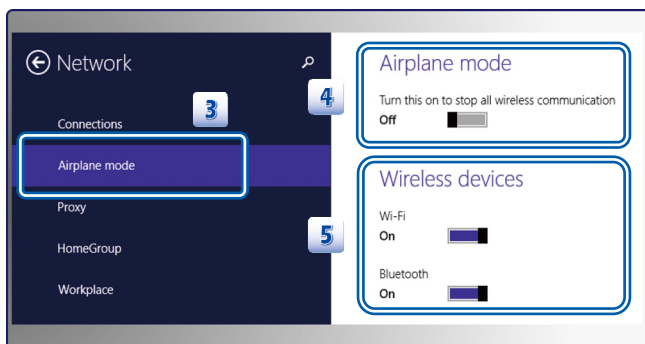 Network
3
Connections
Airplane mode
Proxy
HomeGroup
Workplace
4
Airplane mode
Turn this on to stop all wireless communication
Off
5
Wireless devices
Wi-Fi
On
Bluetooth
On